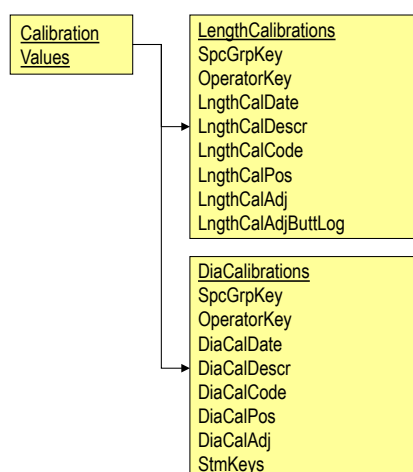 Calibration
Values
LengthCalibrations
SpcGrpKey
OperatorKey
LngthCalDate
LngthCalDescr
LngthCalCode
LngthCalPos
LngthCalAdj
LngthCalAdjButtLog
DiaCalibrations
SpcGrpKey
OperatorKey
DiaCalDate
DiaCalDescr
DiaCalCode
DiaCalPos
DiaCalAdj
StmKeys